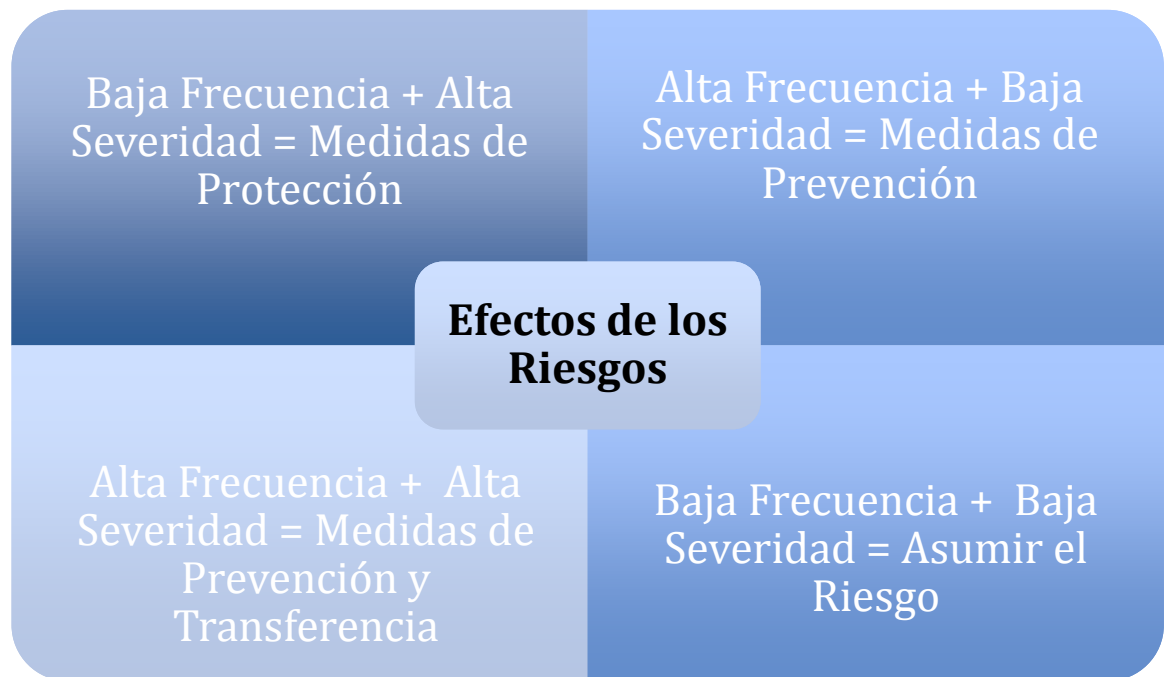 Baja Frecuencia + Alta
Severidad = Medidas de
Protección
Alta Frecuencia + Baja
Severidad = Medidas de
Prevención
Efectos de los
Riesgos
Alta Frecuencia +  Alta
Severidad = Medidas de
Prevención y
Transferencia
Baja Frecuencia +  Baja
Severidad = Asumir el
Riesgo